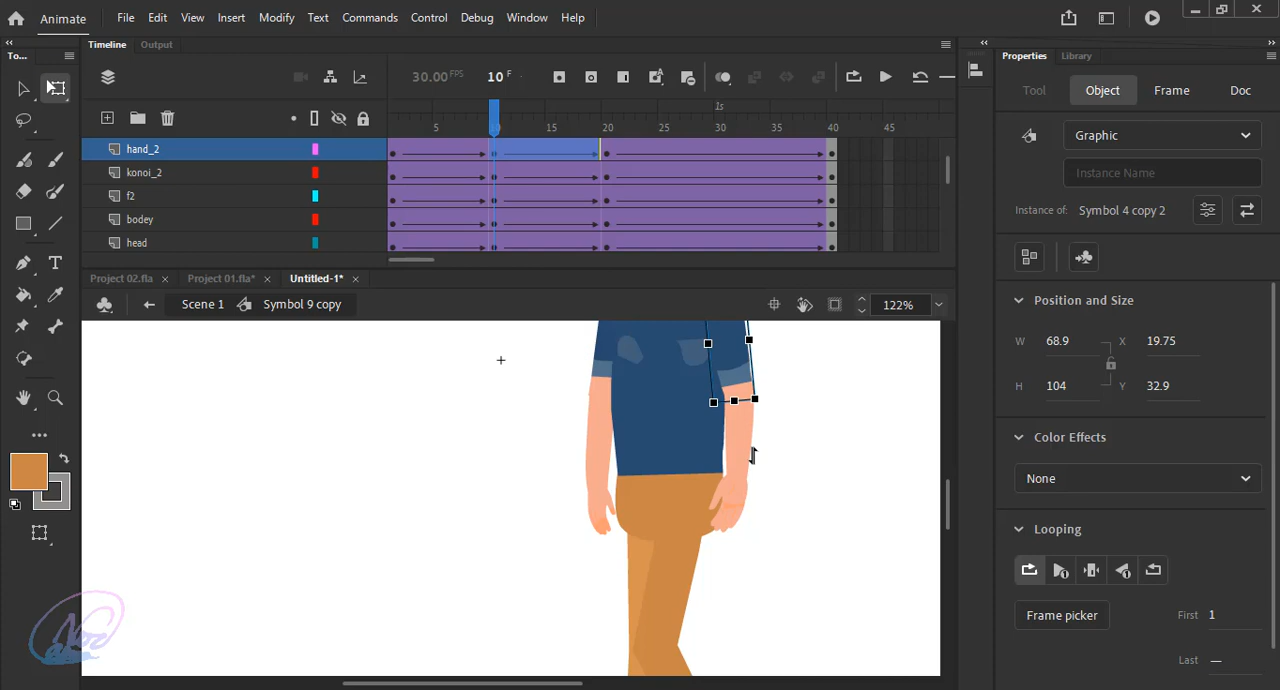 Animate File Edit View Insert Modify Text Commands Control Debug Window Help
To... Timeline Output Properties Library
30.00 FPS 10 F
Tool Object Frame Doc
1s
5 10 15 20 25 30 35 40 45
Graphic
hand_2
konoi_2
Instance Name
f2
Instance of: Symbol 4 copy 2
bodey
head
Project 02.fla Project 01.fla* Untitled-1*
Scene 1 Symbol 9 copy 122%
Position and Size
W 68.9 X 19.75
H 104 Y 32.9
Color Effects
None
Looping
Frame picker First 1
Last —